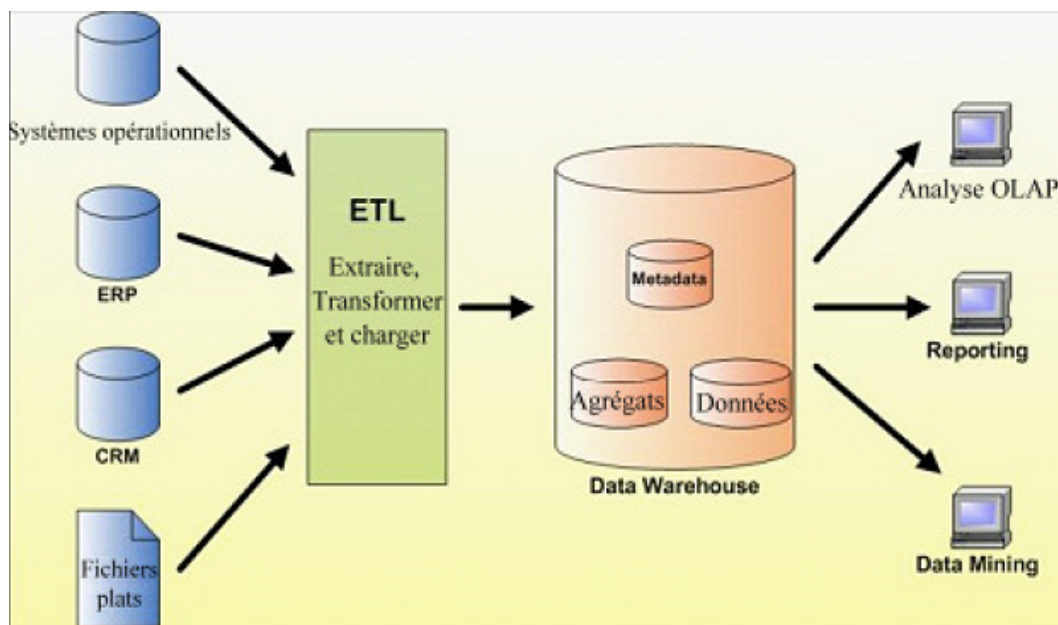 Systèmes opérationnels
ERP
CRM
Fichiers
plats
ETL
Extraire,
Transformer
et charger
Metadata
Agrégats
Données
Data Warehouse
Analyse OLAP
Reporting
Data Mining